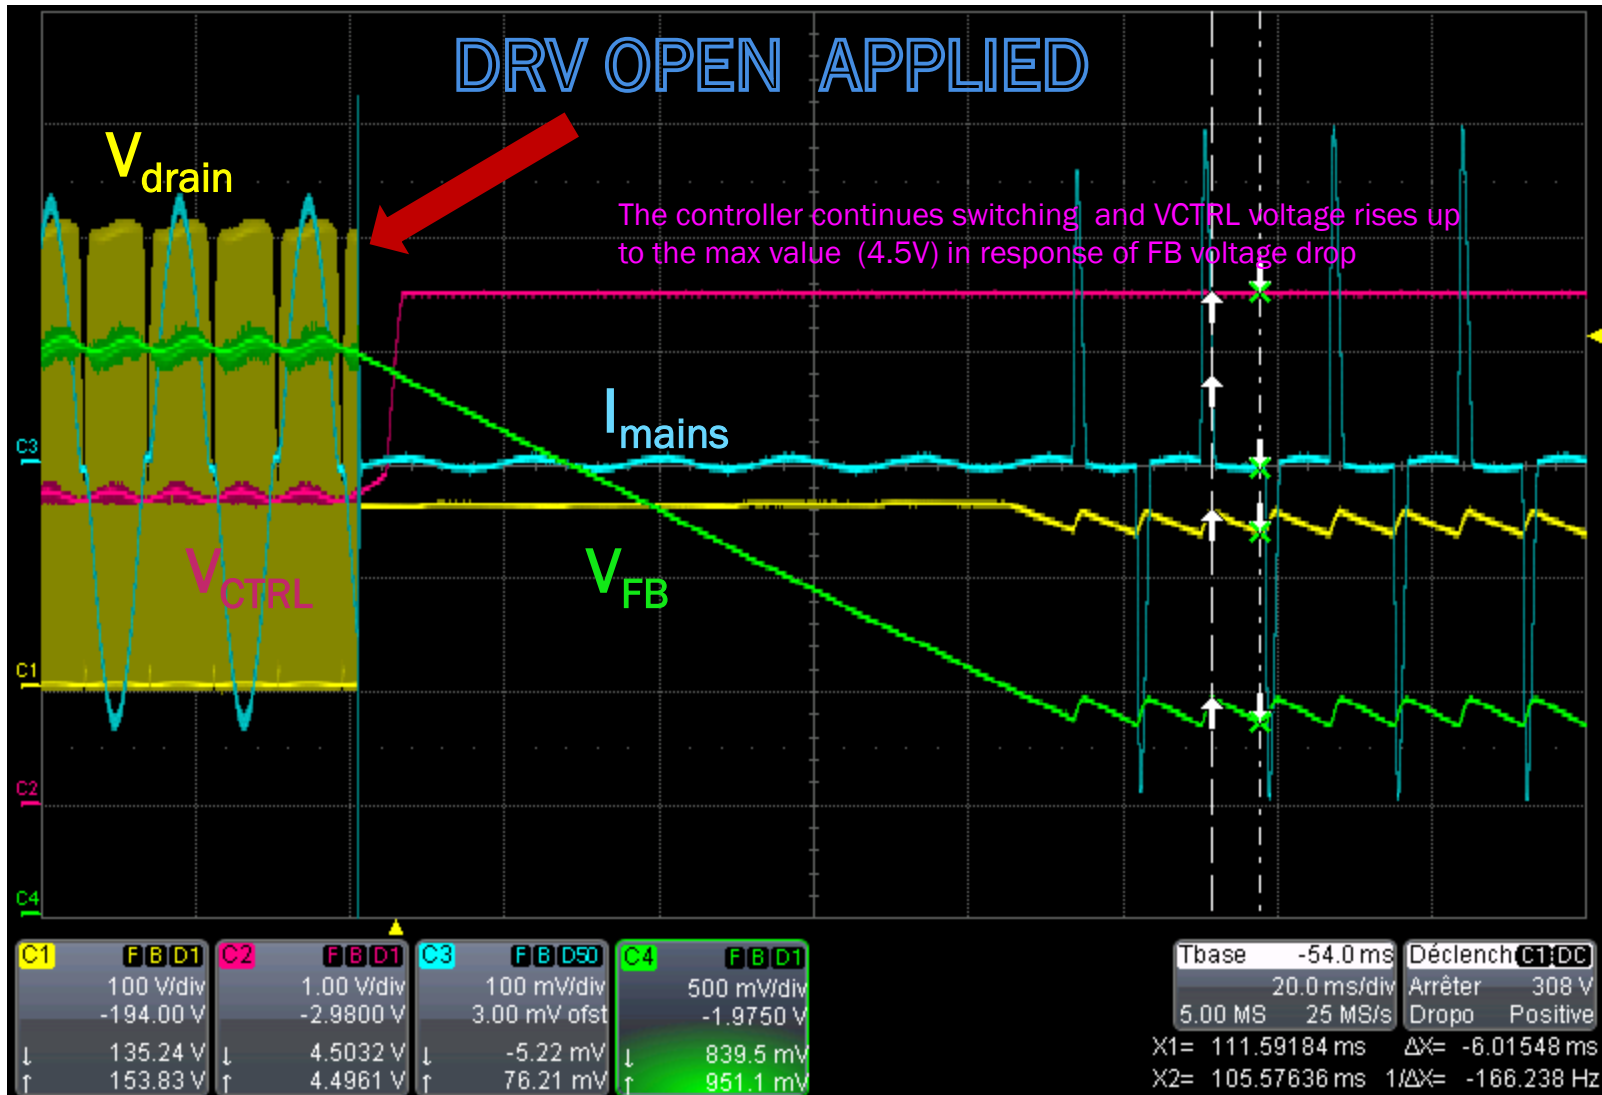 DRV OPEN APPLIED
Vdrain
The controller continues switching and VCTRL voltage rises up
to the max value (4.5V) in response of FB voltage drop
Imains
C3
VCTRL
VFB
C1
C2
C4
C1 F B D1
100 V/div
-194.00 V
↓ 135.24 V
↑ 153.83 V
C2 F B D1
1.00 V/div
-2.9800 V
↓ 4.5032 V
↑ 4.4961 V
C3 F B D50
100 mV/div
3.00 mV ofst
↓ -5.22 mV
↑ 76.21 mV
C4 F B D1
500 mV/div
-1.9750 V
↓ 839.5 mV
↑ 951.1 mV
Tbase -54.0 ms
20.0 ms/div
5.00 MS 25 MS/s
Déclench C1 DC
Arrêter 308 V
Dropo Positive
X1= 111.59184 ms ΔX= -6.01548 ms
X2= 105.57636 ms 1/ΔX= -166.238 Hz